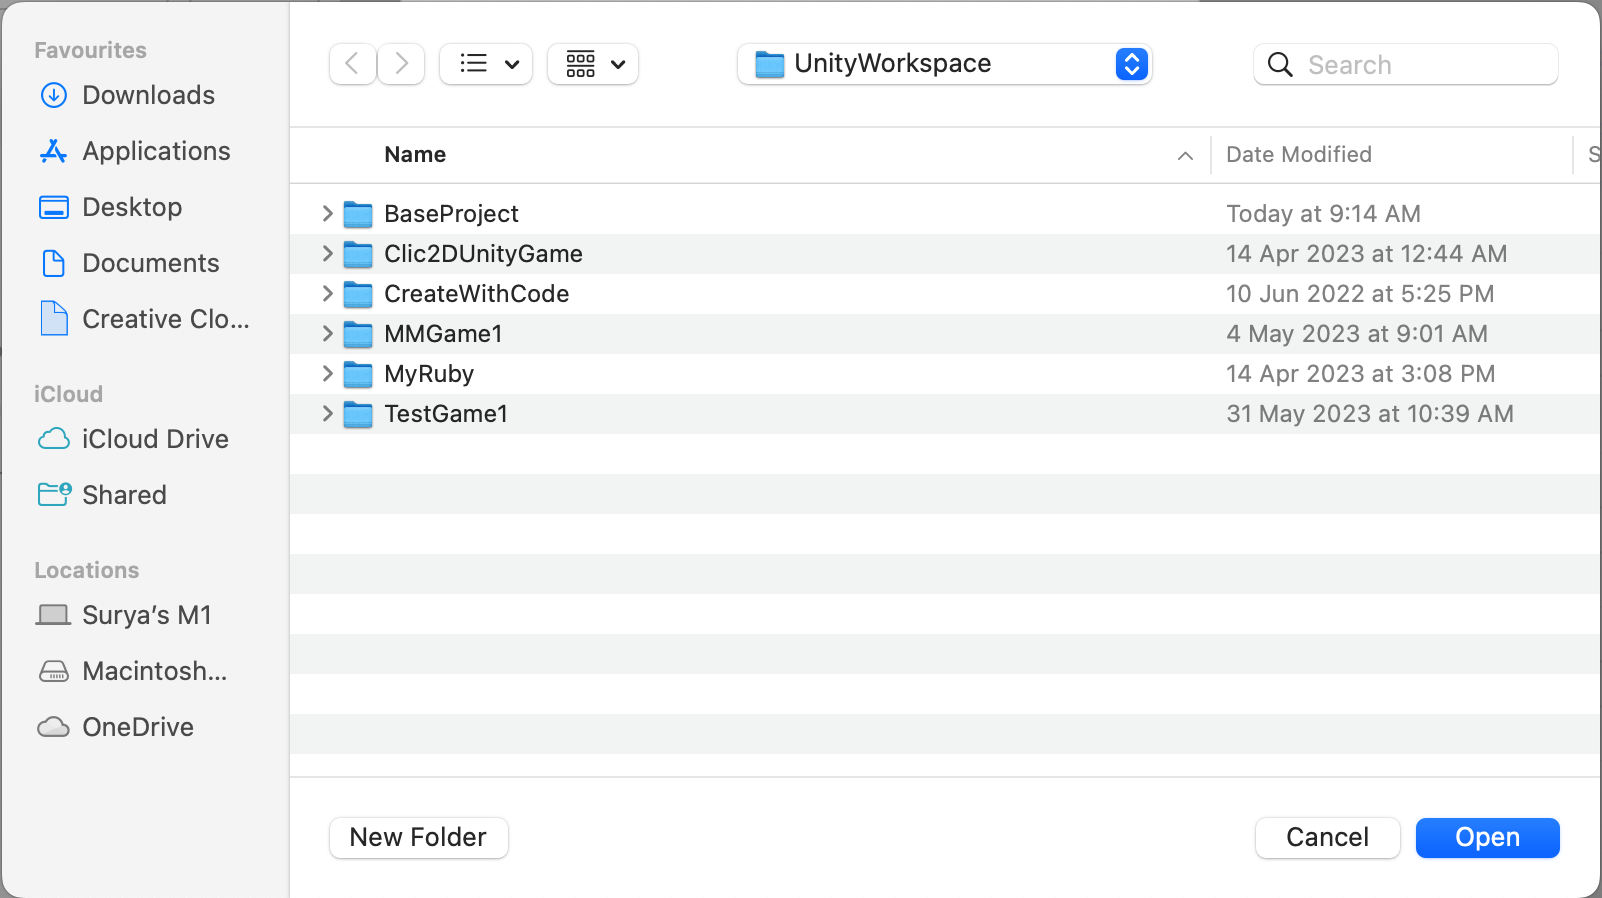 Favourites
Downloads
Applications
Desktop
Documents
Creative Clo...
iCloud
iCloud Drive
Shared
Locations
Surya’s M1
Macintosh...
OneDrive
UnityWorkspace
Search
Name Date Modified S
BaseProject Today at 9:14 AM
Clic2DUnityGame 14 Apr 2023 at 12:44 AM
CreateWithCode 10 Jun 2022 at 5:25 PM
MMGame1 4 May 2023 at 9:01 AM
MyRuby 14 Apr 2023 at 3:08 PM
TestGame1 31 May 2023 at 10:39 AM
New Folder Cancel Open